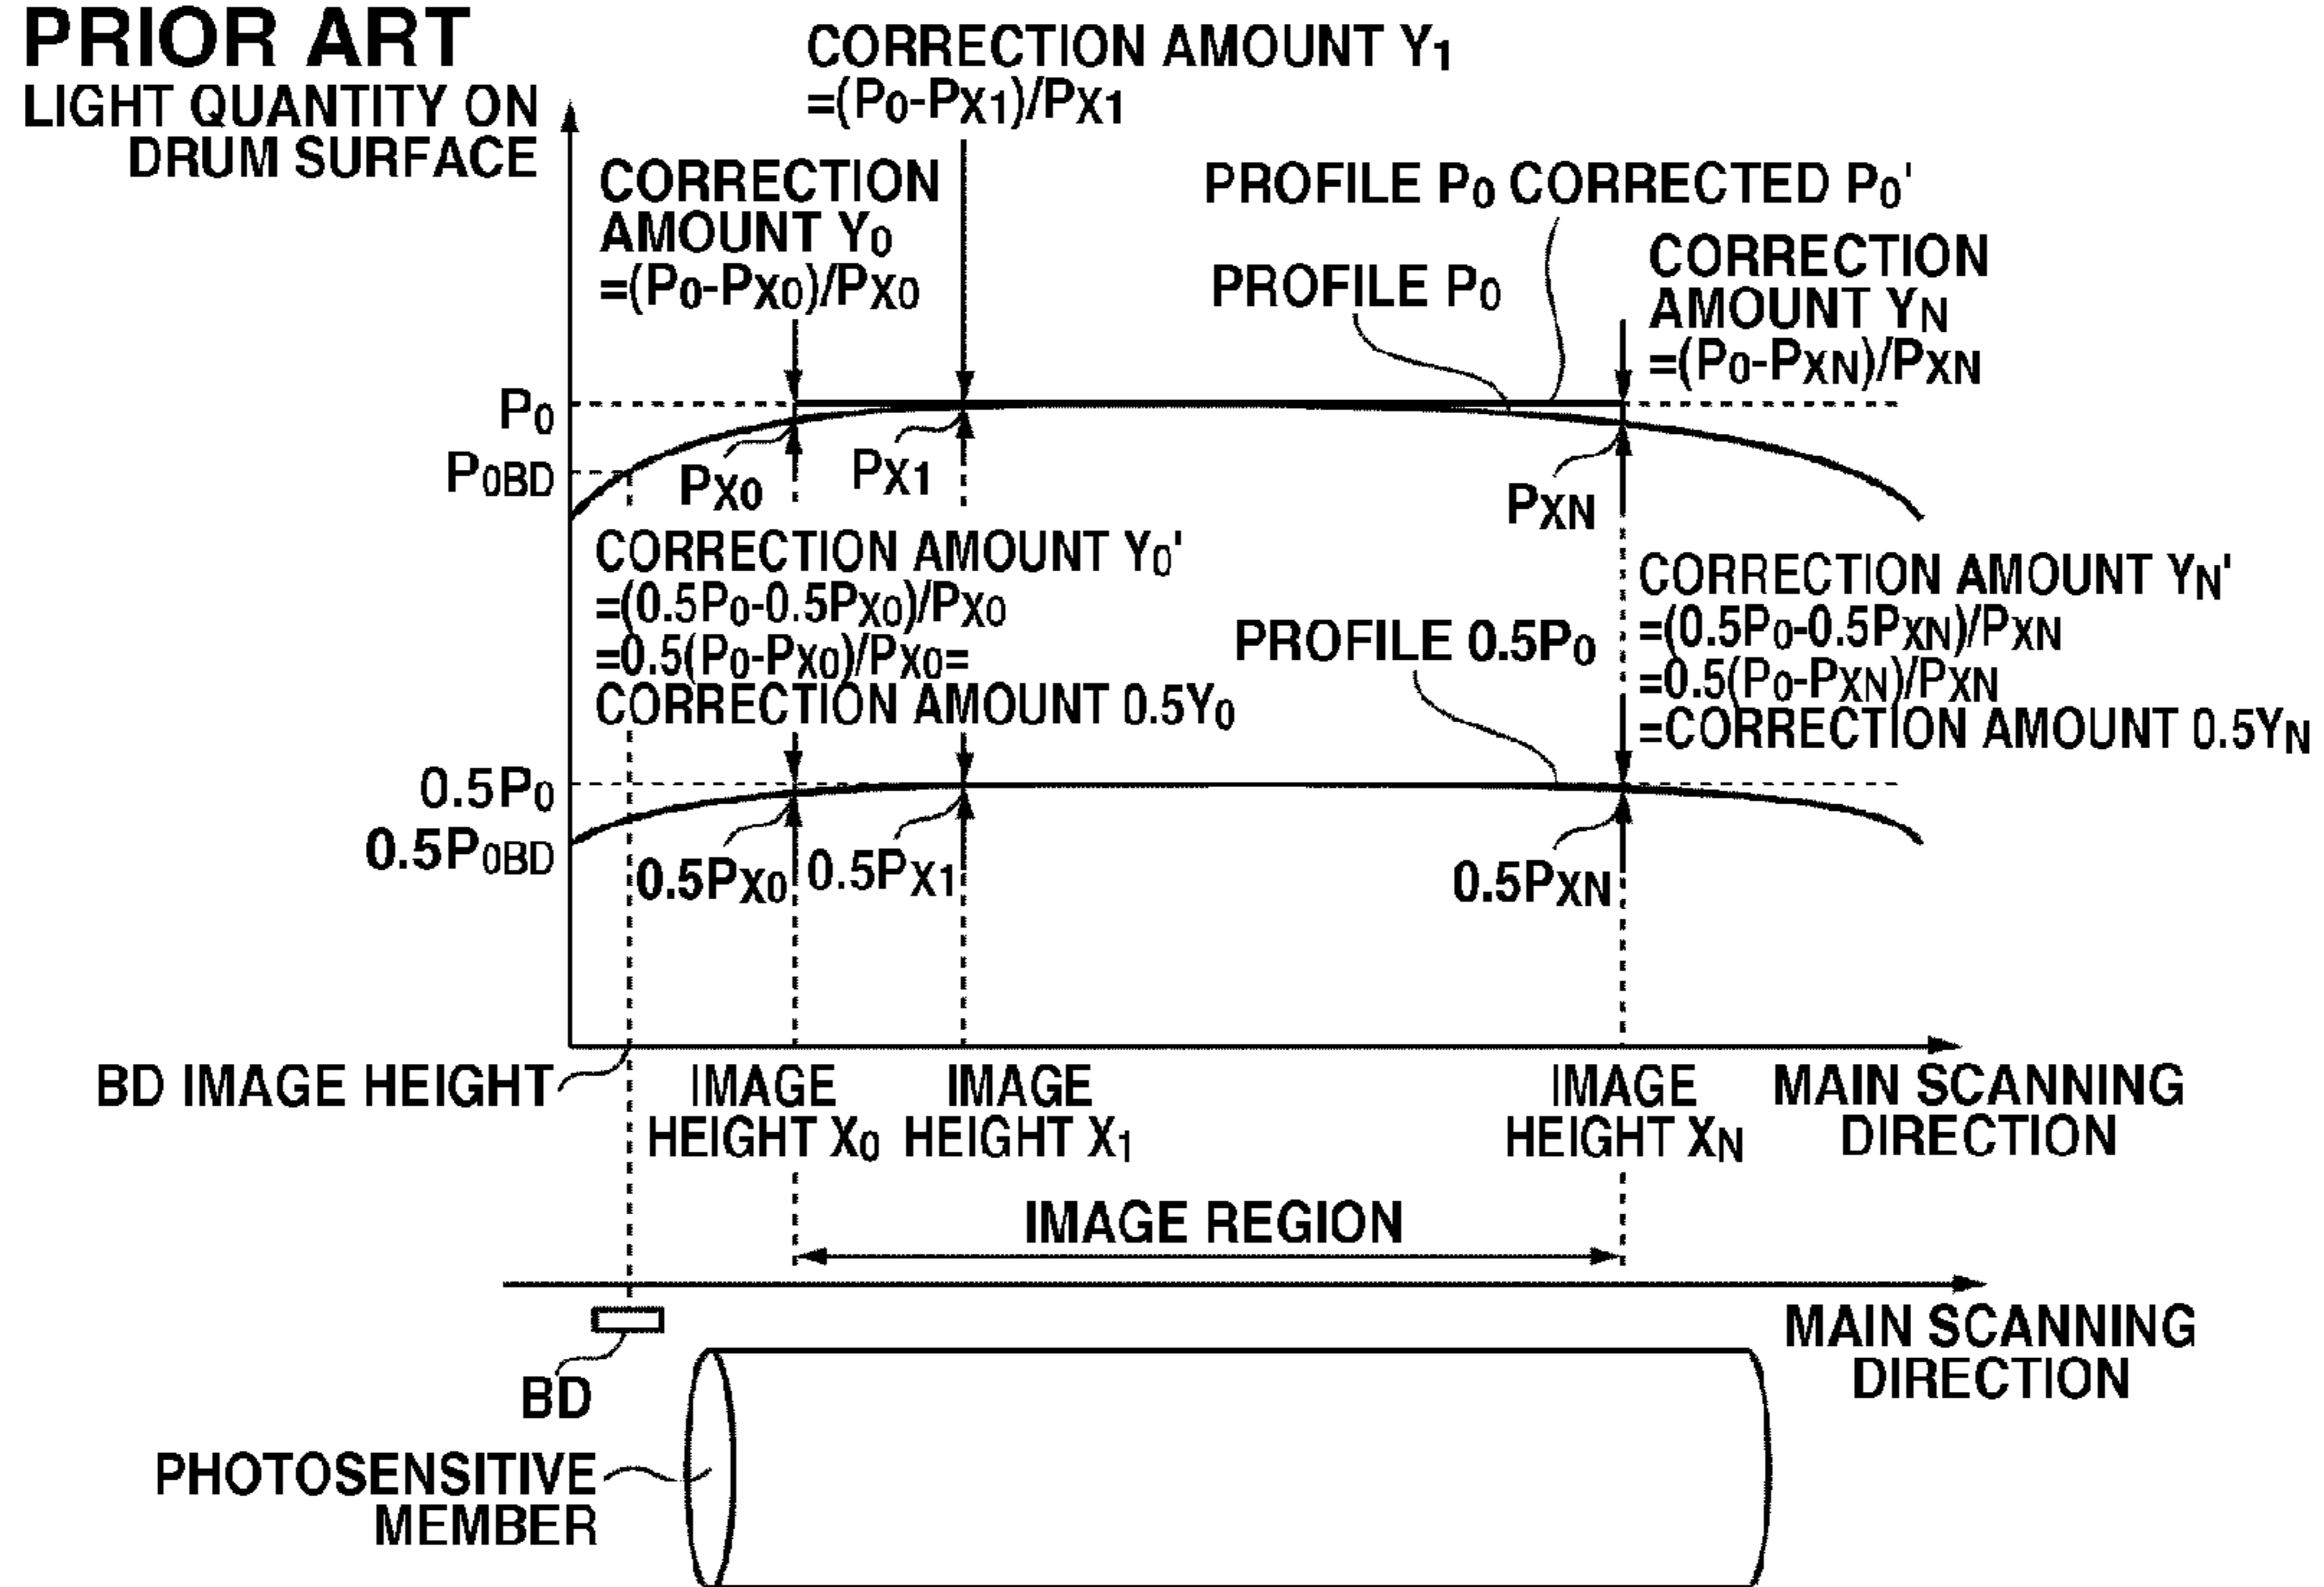 PRIOR ART
LIGHT QUANTITY ON
DRUM SURFACE
CORRECTION AMOUNT Y1
=(P0-PX1)/PX1
CORRECTION
AMOUNT Y0
=(P0-PX0)/PX0
PROFILE P0 CORRECTED P0'
PROFILE P0
CORRECTION
AMOUNT YN
=(P0-PXN)/PXN
P0
P0BD
PX0
PX1
PXN
CORRECTION AMOUNT Y0'
=(0.5P0-0.5PX0)/PX0
=0.5(P0-PX0)/PX0=
CORRECTION AMOUNT 0.5Y0
PROFILE 0.5P0
CORRECTION AMOUNT YN'
=(0.5P0-0.5PXN)/PXN
=0.5(P0-PXN)/PXN
=CORRECTION AMOUNT 0.5YN
0.5P0
0.5P0BD
0.5PX0
0.5PX1
0.5PXN
BD IMAGE HEIGHT
IMAGE
HEIGHT X0
IMAGE
HEIGHT X1
IMAGE
HEIGHT XN
MAIN SCANNING
DIRECTION
IMAGE REGION
MAIN SCANNING
DIRECTION
BD
PHOTOSENSITIVE
MEMBER